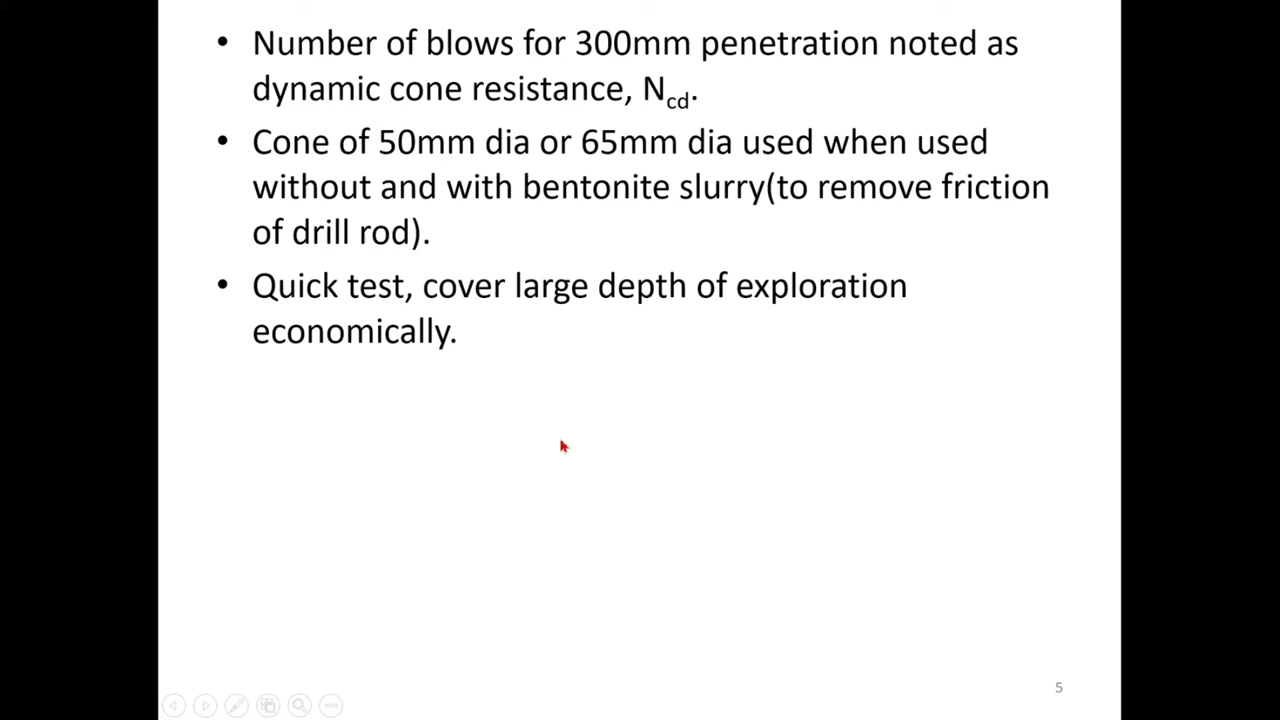 • Number of blows for 300mm penetration noted as
dynamic cone resistance, Ncd.
• Cone of 50mm dia or 65mm dia used when used
without and with bentonite slurry(to remove friction
of drill rod).
• Quick test, cover large depth of exploration
economically.
5